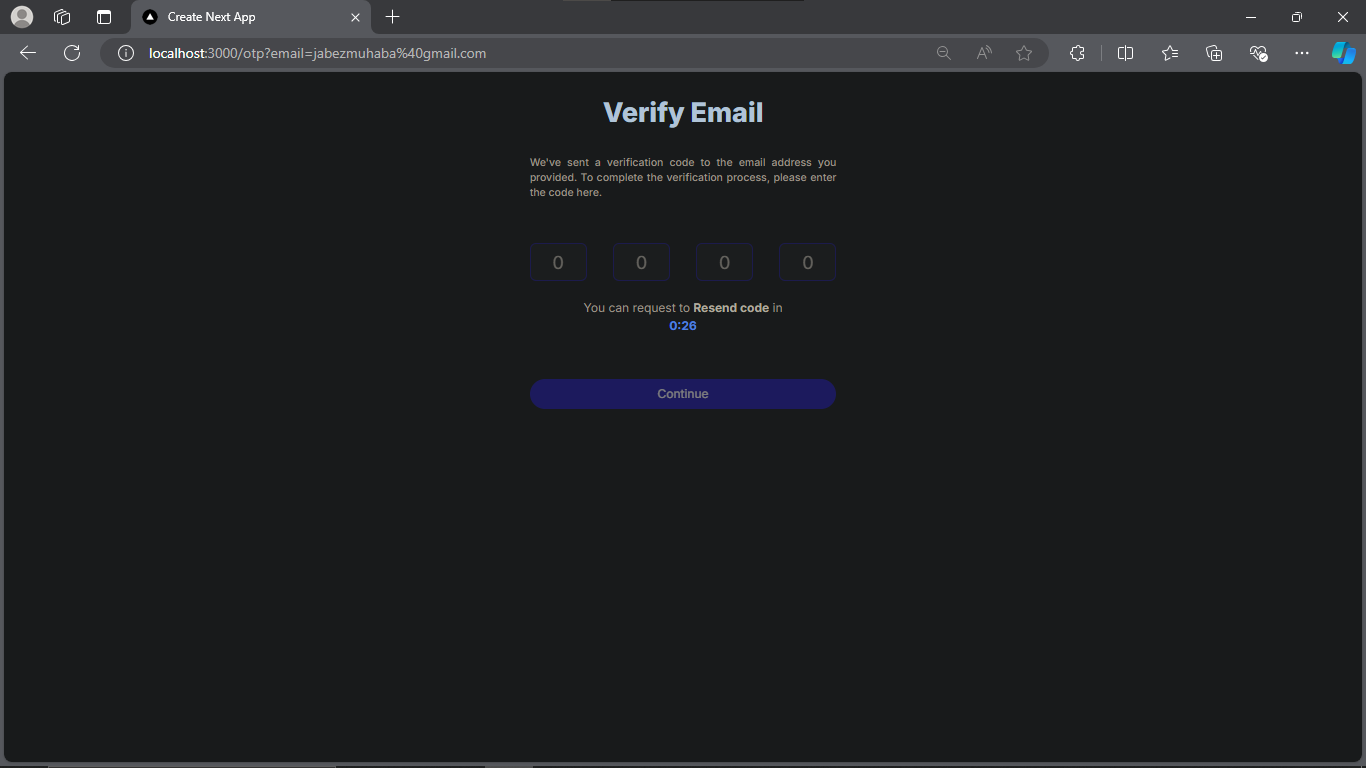 Create Next App
localhost:3000/otp?email=jabezmuhaba%40gmail.com
Verify Email
We've sent a verification code to the email address you
provided. To complete the verification process, please enter
the code here.
0 0 0 0
You can request to Resend code in
0:26
Continue